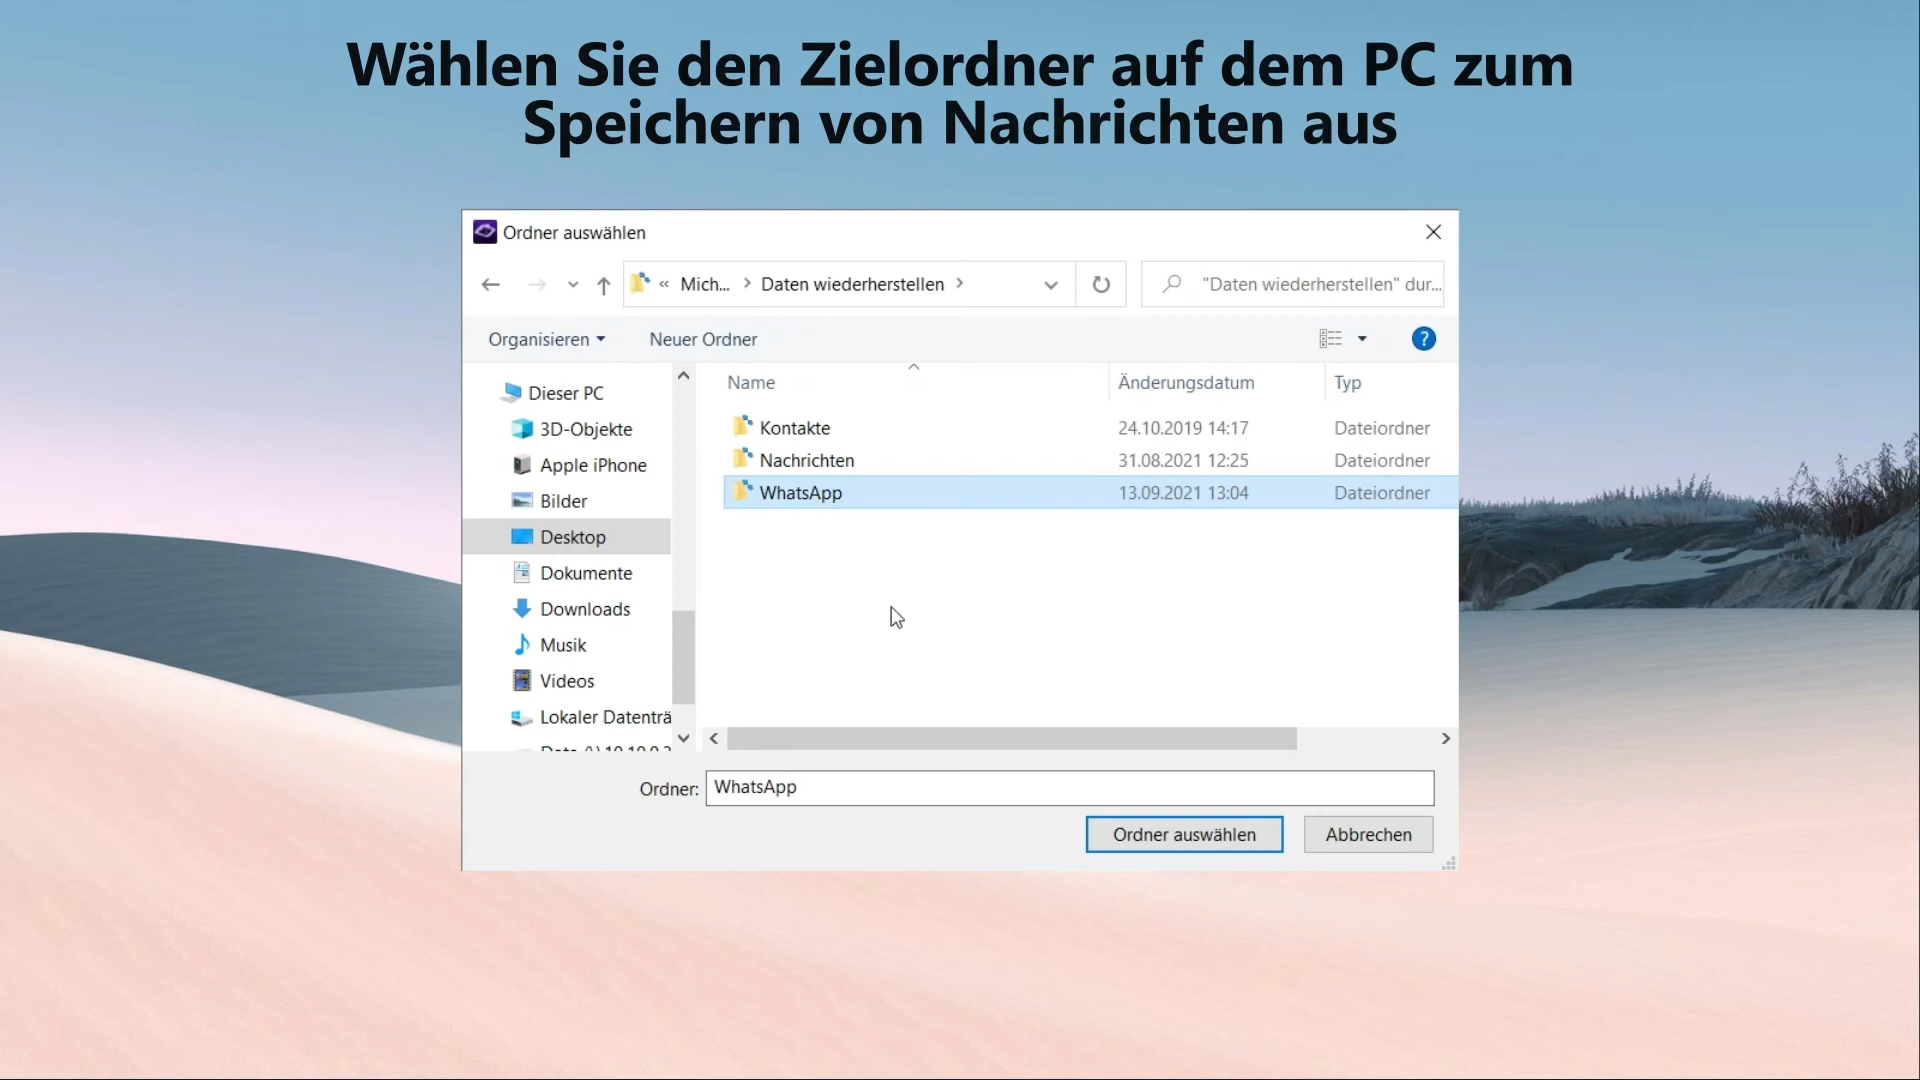 Wählen Sie den Zielordner auf dem PC zum
Speichern von Nachrichten aus
Ordner auswählen
« Mich... > Daten wiederherstellen >
"Daten wiederherstellen" dur...
Organisieren
Neuer Ordner
Name Änderungsdatum Typ
Dieser PC
3D-Objekte
Apple iPhone
Bilder
Desktop
Dokumente
Downloads
Musik
Videos
Lokaler Datenträ
Kontakte 24.10.2019 14:17 Dateiordner
Nachrichten 31.08.2021 12:25 Dateiordner
WhatsApp 13.09.2021 13:04 Dateiordner
Ordner: WhatsApp
Ordner auswählen
Abbrechen